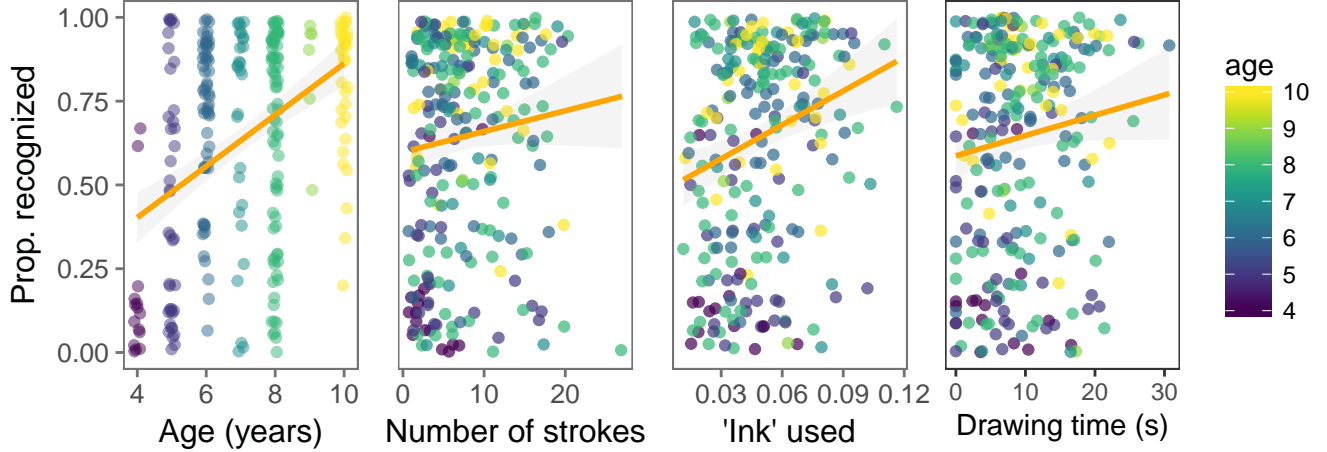 Prop. recognized
1.00
0.75
0.50
0.25
0.00
4 6 8 10
Age (years)
0 10 20
Number of strokes
0.03 0.06 0.09 0.12
'Ink' used
0 10 20 30
Drawing time (s)
age
10
9
8
7
6
5
4